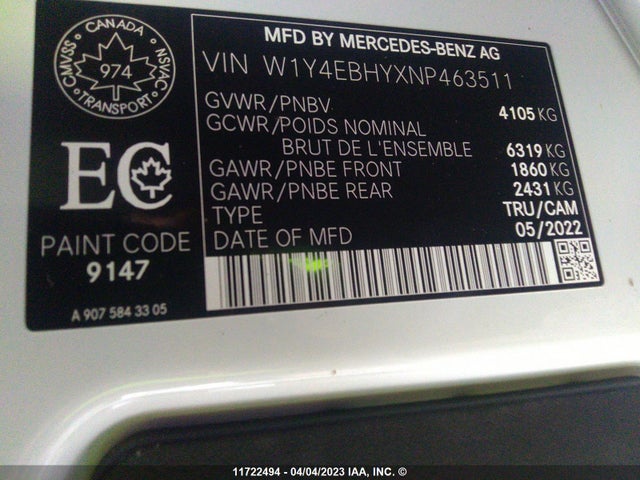 CANADA
CMVSS
974
NSVAC
TRANSPORT
EC
PAINT CODE
9147
A 907 584 33 05
MFD BY MERCEDES-BENZ AG
VIN W1Y4EBHYXNP463511
GVWR/PNBV 4105 KG
GCWR/POIDS NOMINAL
BRUT DE L'ENSEMBLE 6319 KG
GAWR/PNBE FRONT 1860 KG
GAWR/PNBE REAR 2431 KG
TYPE TRU/CAM
DATE OF MFD 05/2022
11722494 - 04/04/2023 IAA, INC. ©